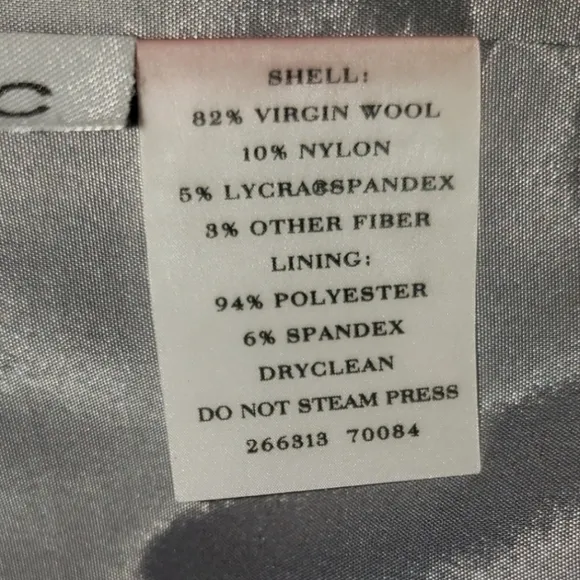 C
SHELL:
82% VIRGIN WOOL
10% NYLON
5% LYCRA®SPANDEX
3% OTHER FIBER
LINING:
94% POLYESTER
6% SPANDEX
DRYCLEAN
DO NOT STEAM PRESS
266313 70084